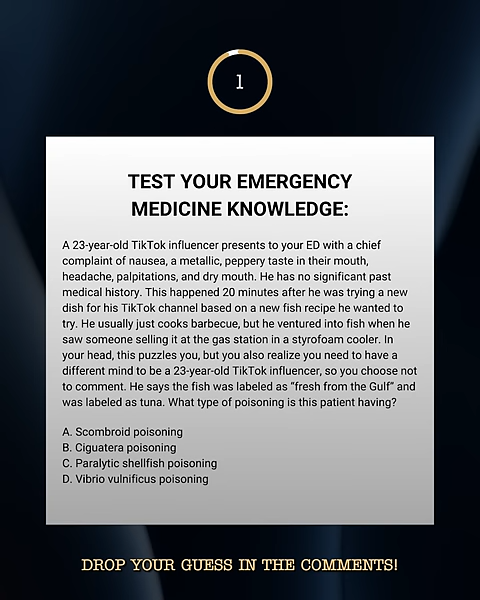 1
TEST YOUR EMERGENCY
MEDICINE KNOWLEDGE:
A 23-year-old TikTok influencer presents to your ED with a chief
complaint of nausea, a metallic, peppery taste in their mouth,
headache, palpitations, and dry mouth. He has no significant past
medical history. This happened 20 minutes after he was trying a new
dish for his TikTok channel based on a new fish recipe he wanted to
try. He usually just cooks barbecue, but he ventured into fish when he
saw someone selling it at the gas station in a styrofoam cooler. In
your head, this puzzles you, but you also realize you need to have a
different mind to be a 23-year-old TikTok influencer, so you choose not
to comment. He says the fish was labeled as “fresh from the Gulf” and
was labeled as tuna. What type of poisoning is this patient having?
A. Scombroid poisoning
B. Ciguatera poisoning
C. Paralytic shellfish poisoning
D. Vibrio vulnificus poisoning
DROP YOUR GUESS IN THE COMMENTS!